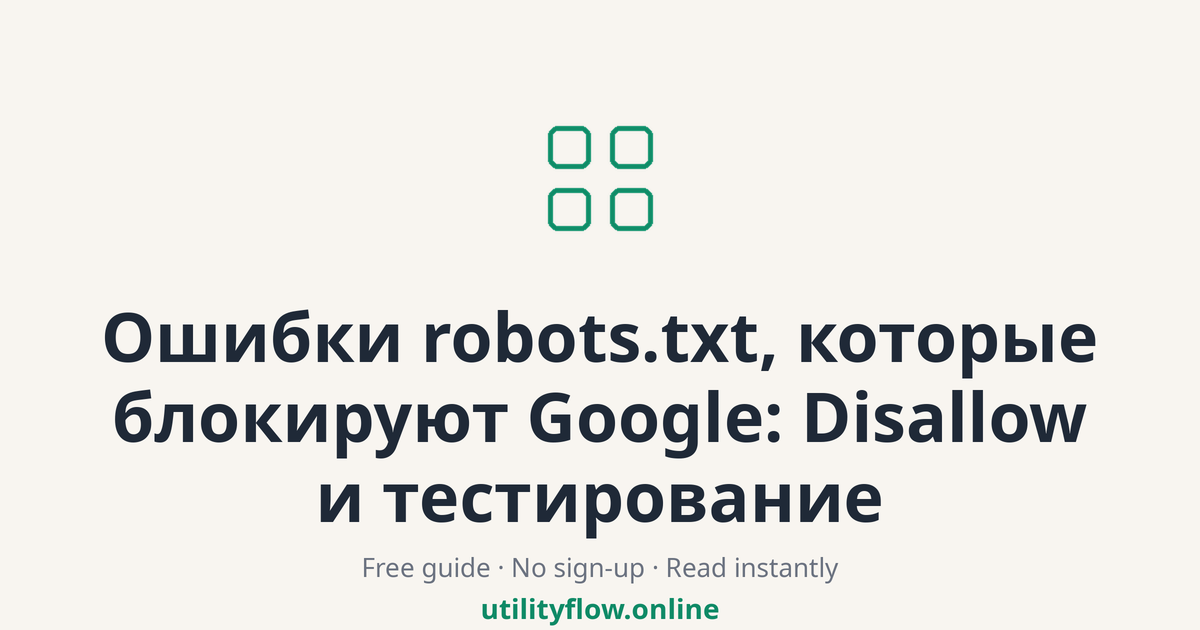 Ошибки robots.txt, которые
блокируют Google: Disallow
и тестирование
Free guide · No sign-up · Read instantly
utilityflow.online